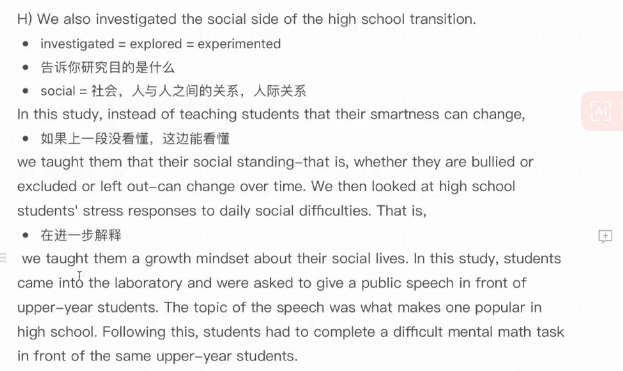 H) We also investigated the social side of the high school transition.
• investigated = explored = experimented
• 告诉你研究目的是什么
• social = 社会，人与人之间的关系，人际关系
In this study, instead of teaching students that their smartness can change,
• 如果上一段没看懂，这边能看懂
we taught them that their social standing-that is, whether they are bullied or
excluded or left out-can change over time. We then looked at high school
students' stress responses to daily social difficulties. That is,
• 在进一步解释
we taught them a growth mindset about their social lives. In this study, students
came into the laboratory and were asked to give a public speech in front of
upper-year students. The topic of the speech was what makes one popular in
high school. Following this, students had to complete a difficult mental math task
in front of the same upper-year students.
AI